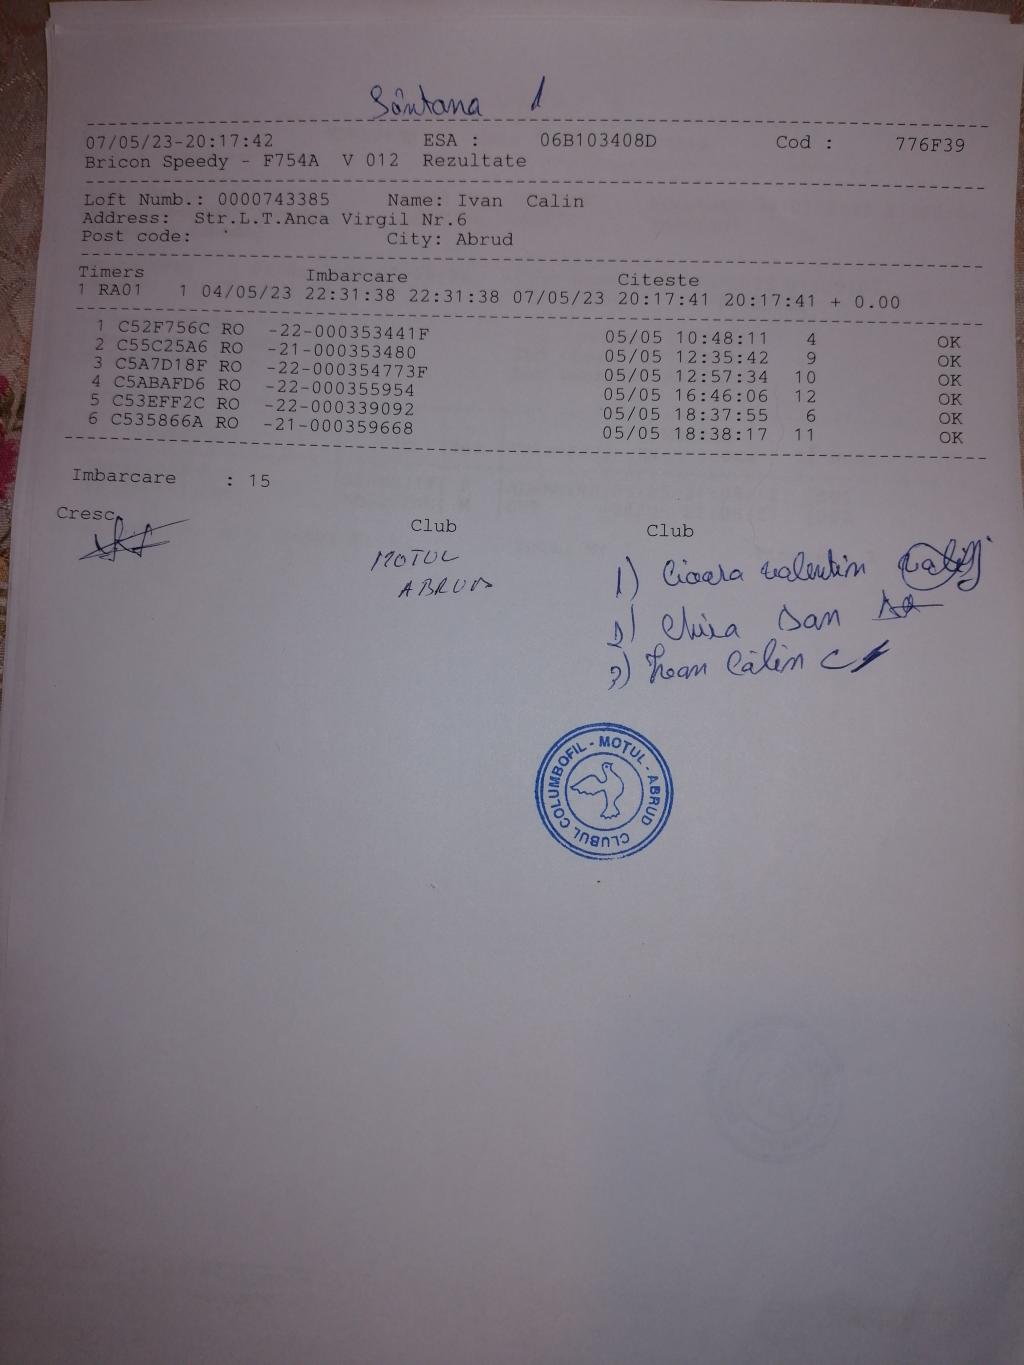 Sântana 1
07/05/23-20:17:42 ESA : 06B103408D Cod : 776F39
Bricon Speedy - F754A V 012 Rezultate
Loft Numb.: 0000743385 Name: Ivan Calin
Address: Str.L.T.Anca Virgil Nr.6
Post code: City: Abrud
Timers Imbarcare Citeste
1 RA01 1 04/05/23 22:31:38 22:31:38 07/05/23 20:17:41 20:17:41 + 0.00
1 C52F756C RO -22-000353441F 05/05 10:48:11 4 OK
2 C55C25A6 RO -21-000353480 05/05 12:35:42 9 OK
3 C5A7D18F RO -22-000354773F 05/05 12:57:34 10 OK
4 C5ABAFD6 RO -22-000355954 05/05 16:46:06 12 OK
5 C53EFF2C RO -22-000339092 05/05 18:37:55 6 OK
6 C535866A RO -21-000359668 05/05 18:38:17 11 OK
Imbarcare : 15
Cresc. Club Club
MOTUL
ABRUD
1) Cioara Valentin
2) Chira Dan
3) Ivan Călin
CLUBUL COLUMBOFIL - MOTUL - ABRUD